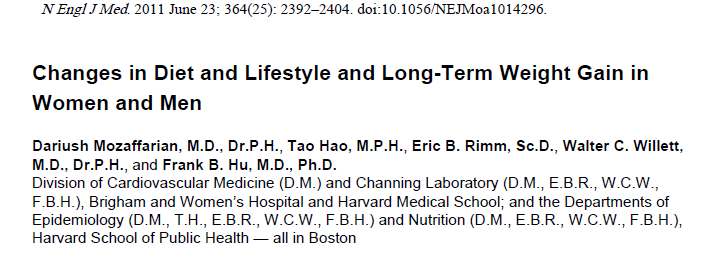 N Engl J Med. 2011 June 23; 364(25): 2392–2404. doi:10.1056/NEJMoa1014296.
Changes in Diet and Lifestyle and Long-Term Weight Gain in
Women and Men
Dariush Mozaffarian, M.D., Dr.P.H., Tao Hao, M.P.H., Eric B. Rimm, Sc.D., Walter C. Willett,
M.D., Dr.P.H., and Frank B. Hu, M.D., Ph.D.
Division of Cardiovascular Medicine (D.M.) and Channing Laboratory (D.M., E.B.R., W.C.W.,
F.B.H.), Brigham and Women's Hospital and Harvard Medical School; and the Departments of
Epidemiology (D.M., T.H., E.B.R., W.C.W., F.B.H.) and Nutrition (D.M., E.B.R., W.C.W., F.B.H.),
Harvard School of Public Health — all in Boston